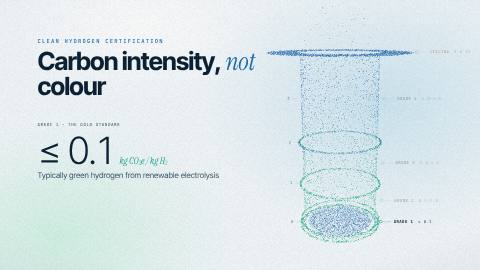 CLEAN HYDROGEN CERTIFICATION
Carbon intensity, not
colour
GRADE 1 · THE GOLD STANDARD
≤ 0.1 kg CO₂e / kg H₂
Typically green hydrogen from renewable electrolysis
GRADE 1 ≤ 0.1